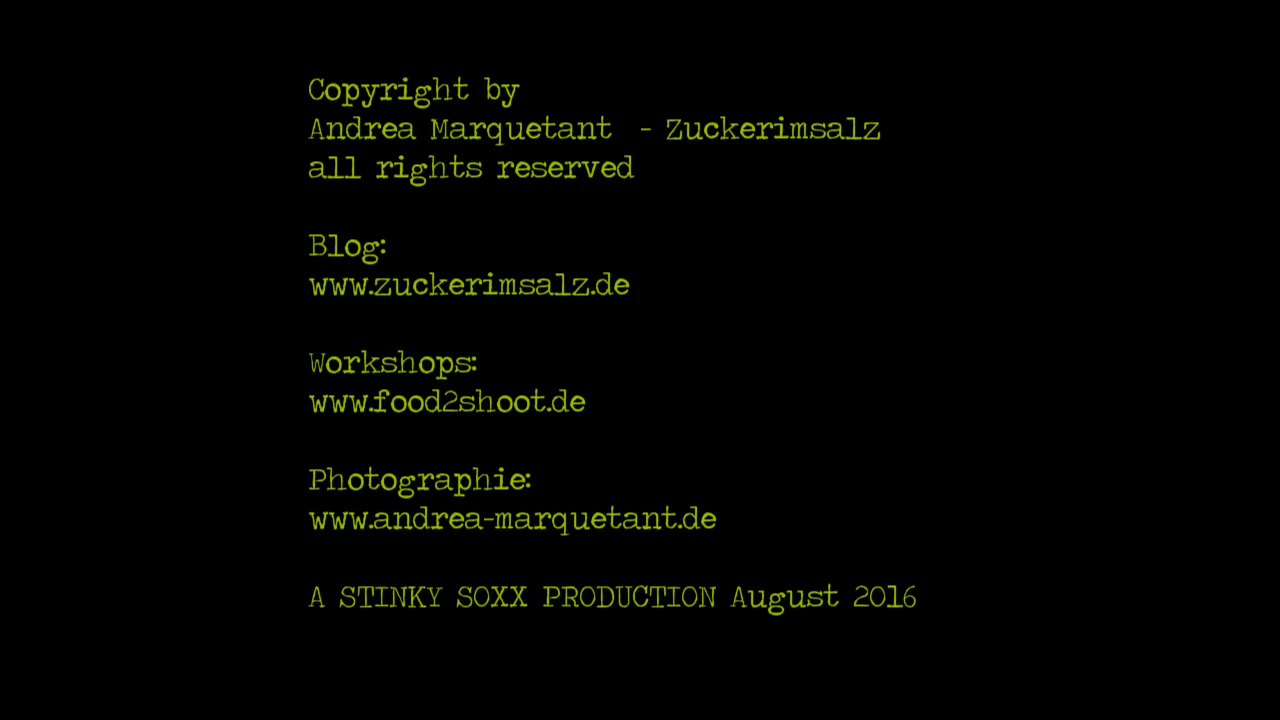 Copyright by
Andrea Marquetant - Zuckerimsalz
all rights reserved
Blog:
www.zuckerimsalz.de
Workshops:
www.food2shoot.de
Photographie:
www.andrea-marquetant.de
A STINKY SOXX PRODUCTION August 2016